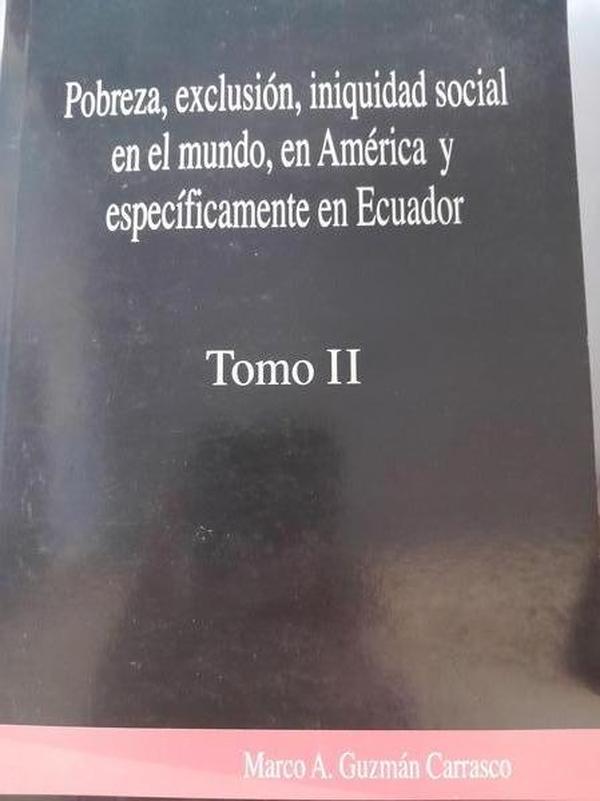 Pobreza, exclusión, iniquidad social
en el mundo, en América y
específicamente en Ecuador
Tomo II
Marco A. Guzmán Carrasco